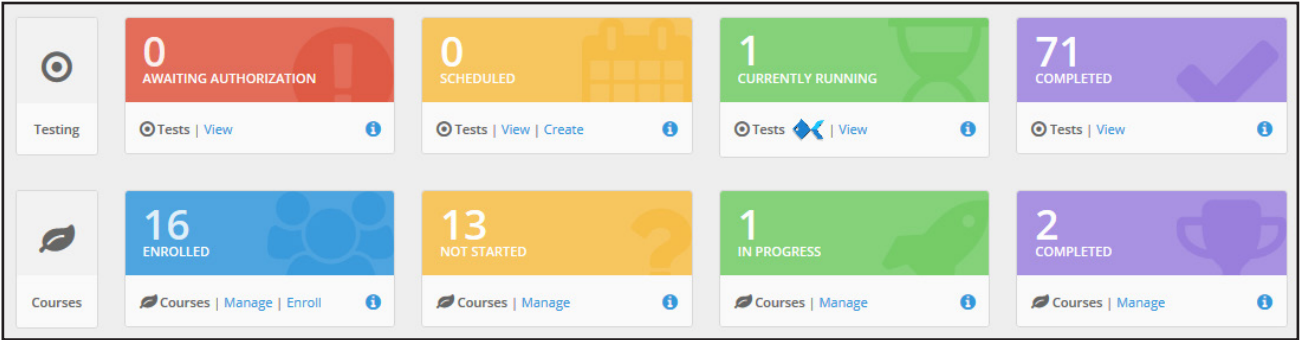 0
AWAITING AUTHORIZATION
0
SCHEDULED
1
CURRENTLY RUNNING
71
COMPLETED
Testing
Tests | View
Tests | View | Create
Tests | View
Tests | View
16
ENROLLED
13
NOT STARTED
1
IN PROGRESS
2
COMPLETED
Courses
Courses | Manage | Enroll
Courses | Manage
Courses | Manage
Courses | Manage